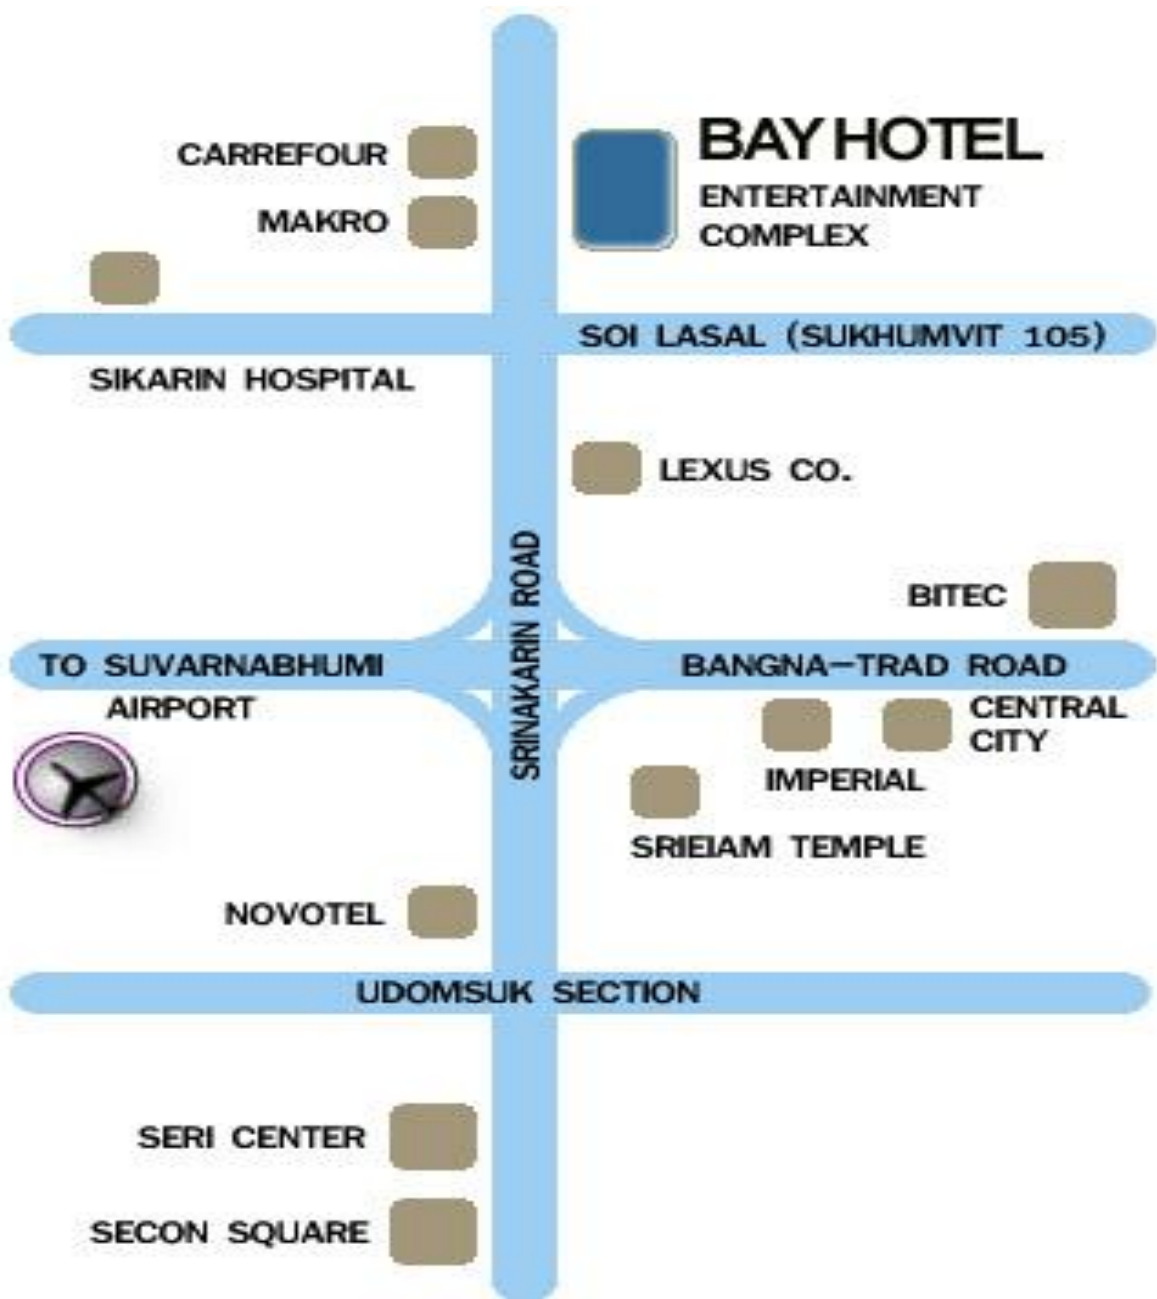 BAY HOTEL
ENTERTAINMENT
COMPLEX
CARREFOUR
MAKRO
SOI LASAL (SUKHUMVIT 105)
SIKARIN HOSPITAL
LEXUS CO.
SRINAKARIN ROAD
BITEC
TO SUVARNABHUMI
AIRPORT
BANGNA-TRAD ROAD
CENTRAL
CITY
IMPERIAL
SRIEIAM TEMPLE
NOVOTEL
UDOMSUK SECTION
SERI CENTER
SECON SQUARE